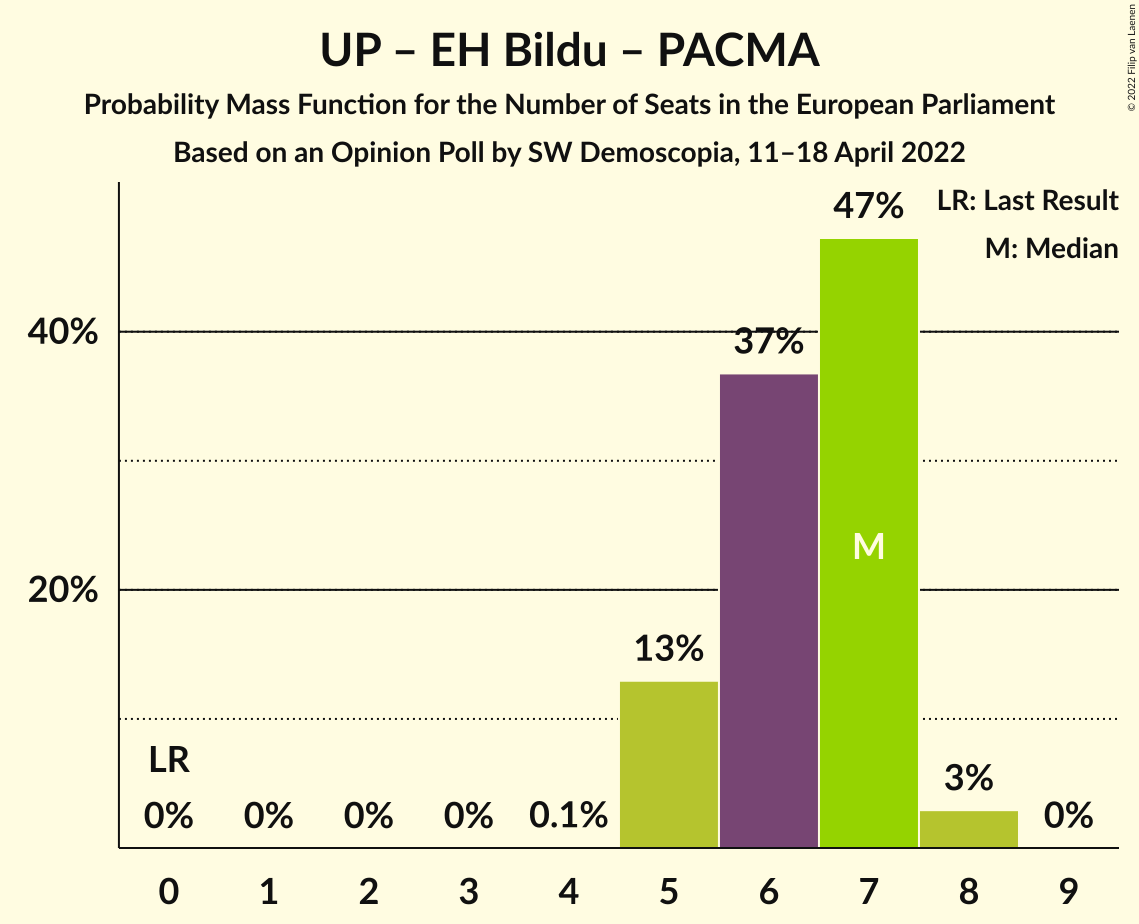 UP – EH Bildu – PACMA
Probability Mass Function for the Number of Seats in the European Parliament
Based on an Opinion Poll by SW Demoscopia, 11–18 April 2022
© 2022 Filip van Laenen
LR: Last Result
M: Median
47%
40%
37%
M
20%
13%
LR
3%
0%
0%
0%
0%
0.1%
0%
0
1
2
3
4
5
6
7
8
9